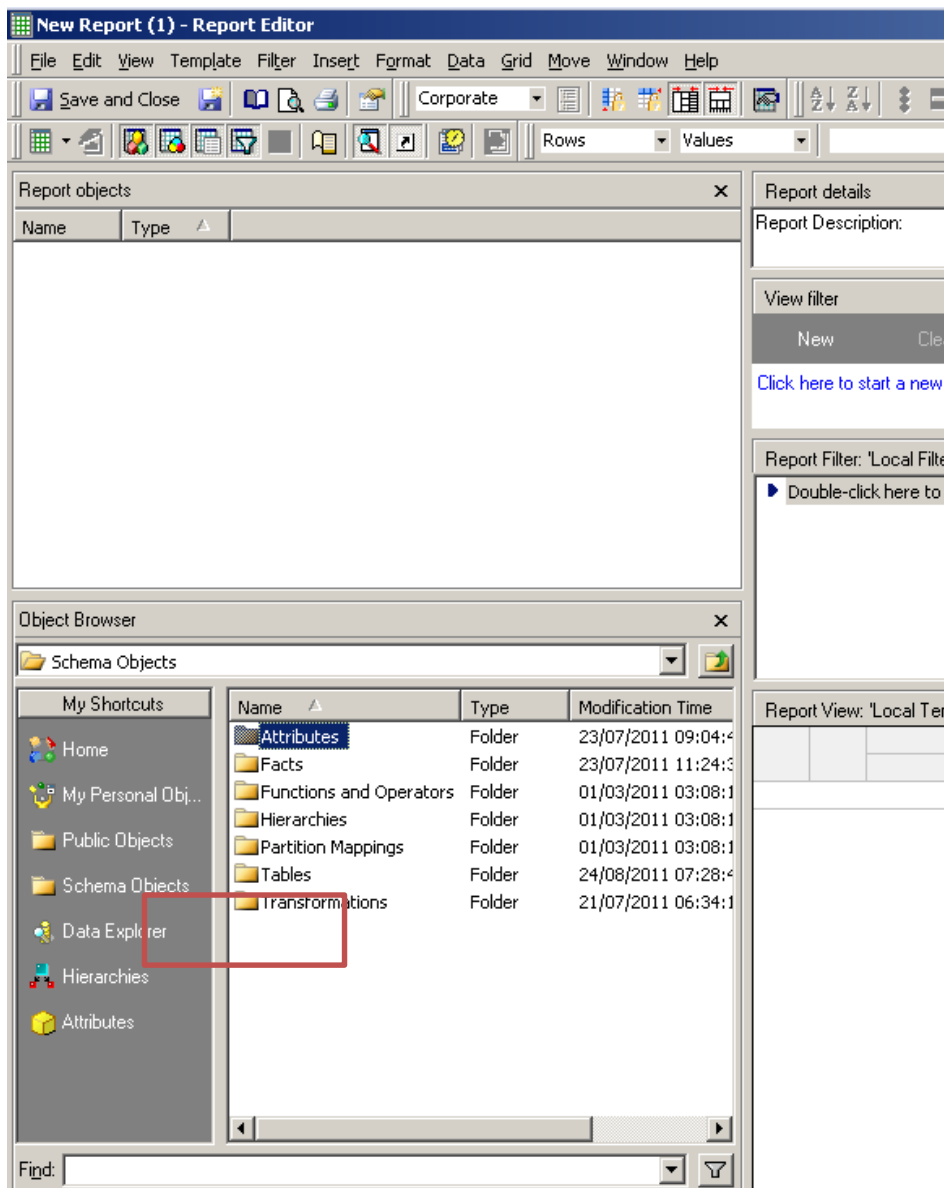 New Report (1) - Report Editor
File Edit View Template Filter Insert Format Data Grid Move Window Help
Save and Close Corporate
Rows Values
Report objects
Name Type
Report details
Report Description:
View filter
New Cle
Click here to start a new
Report Filter: 'Local Filte
Double-click here to
Object Browser
Schema Objects
My Shortcuts
Home
My Personal Obj...
Public Objects
Schema Objects
Data Explorer
Hierarchies
Attributes
Name Type Modification Time
Attributes Folder 23/07/2011 09:04:4
Facts Folder 23/07/2011 11:24:3
Functions and Operators Folder 01/03/2011 03:08:1
Hierarchies Folder 01/03/2011 03:08:1
Partition Mappings Folder 01/03/2011 03:08:1
Tables Folder 24/08/2011 07:28:4
Transformations Folder 21/07/2011 06:34:1
Find:
Report View: 'Local Ter